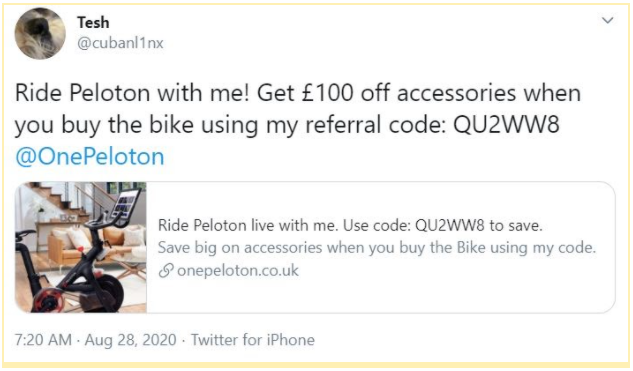 Tesh
@cubanl1nx
Ride Peloton with me! Get £100 off accessories when
you buy the bike using my referral code: QU2WW8
@OnePeloton
Ride Peloton live with me. Use code: QU2WW8 to save.
Save big on accessories when you buy the Bike using my code.
onepeloton.co.uk
7:20 AM · Aug 28, 2020 · Twitter for iPhone